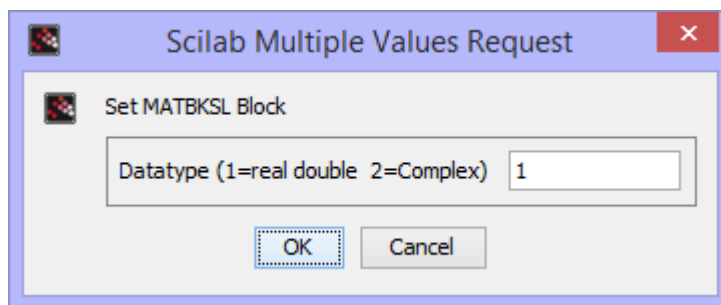 Scilab Multiple Values Request
Set MATBKSL Block
Datatype (1=real double  2=Complex) 1
OK Cancel